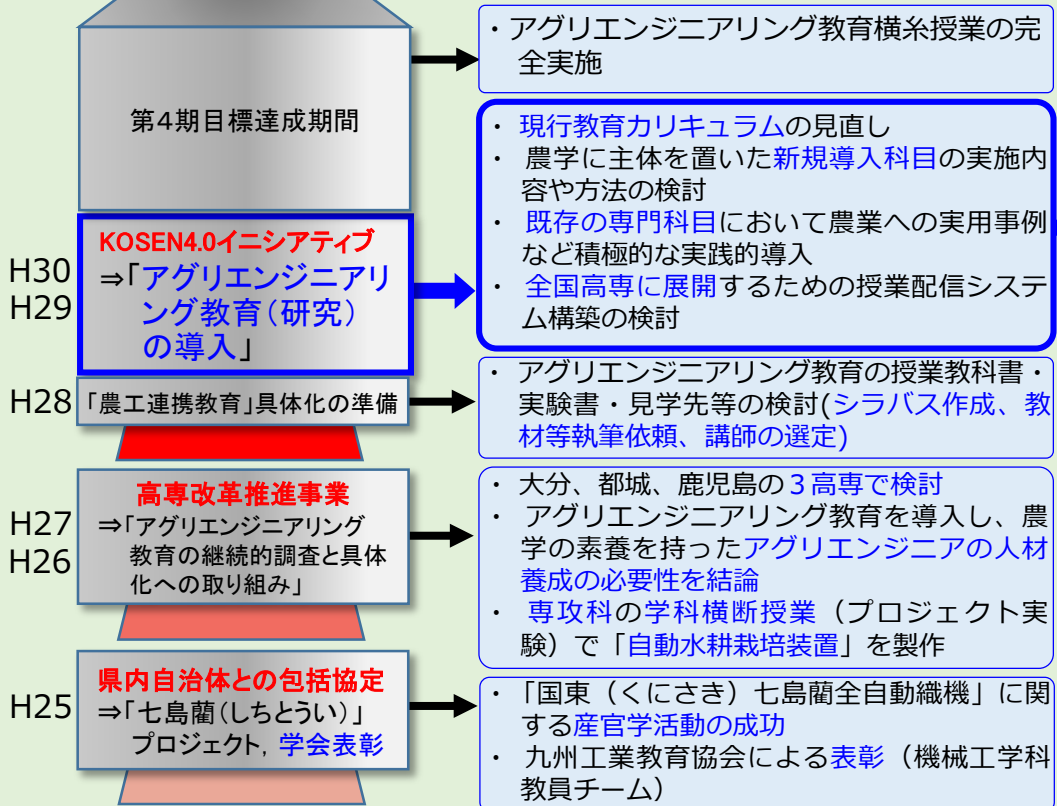 ・アグリエンジニアリング教育横糸授業の完
全実施
第4期目標達成期間
・ 現行教育カリキュラムの見直し
・ 農学に主体を置いた新規導入科目の実施内
容や方法の検討
・ 既存の専門科目において農業への実用事例
など積極的な実践的導入
・ 全国高専に展開するための授業配信システ
ム構築の検討
H30
H29
KOSEN4.0イニシアティブ
⇒「アグリエンジニアリ
ング教育(研究)
の導入」
H28
「農工連携教育」具体化の準備
・ アグリエンジニアリング教育の授業教科書・
実験書・見学先等の検討(シラバス作成、教
材等執筆依頼、講師の選定)
H27
H26
高専改革推進事業
⇒「アグリエンジニアリング
教育の継続的調査と具体
化への取り組み」
・ 大分、都城、鹿児島の3高専で検討
・ アグリエンジニアリング教育を導入し、農
学の素養を持ったアグリエンジニアの人材
養成の必要性を結論
・ 専攻科の学科横断授業(プロジェクト実
験)で「自動水耕栽培装置」を製作
H25
県内自治体との包括協定
⇒「七島藺(しちとうい)」
プロジェクト, 学会表彰
・ 「国東(くにさき)七島藺全自動織機」に関
する産官学活動の成功
・ 九州工業教育協会による表彰(機械工学科
教員チーム)